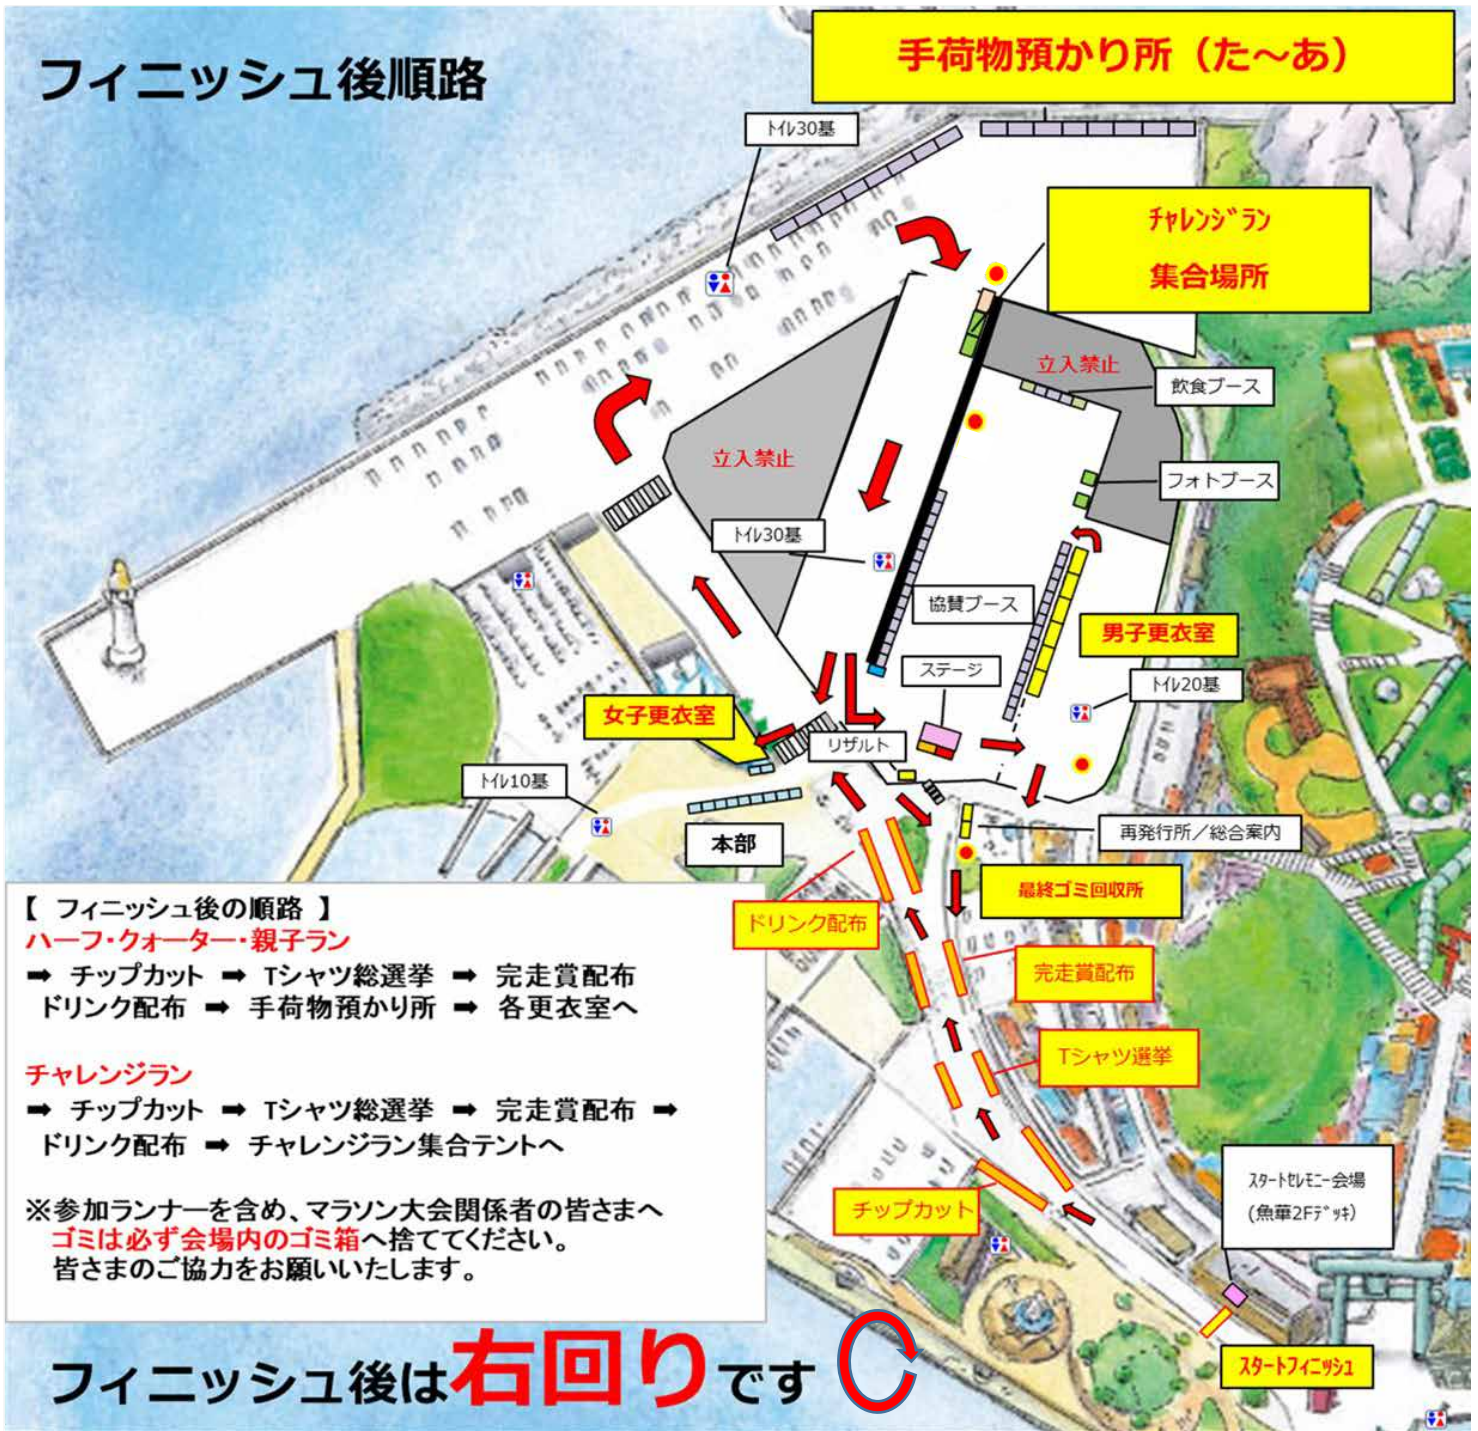 フィニッシュ後順路
手荷物預かり所（た～あ）
ﾄｲﾚ30基
ﾁｬﾚﾝｼﾞﾗﾝ
集合場所
立入禁止
飲食ブース
立入禁止
フォトブース
ﾄｲﾚ30基
協賛ブース
男子更衣室
ステージ
ﾄｲﾚ20基
女子更衣室
リザルト
ﾄｲﾚ10基
本部
再発行所／総合案内
最終ゴミ回収所
ドリンク配布
完走賞配布
Tシャツ選挙
チップカット
ｽﾀｰﾄｾﾚﾓﾆｰ会場
(魚華2Fﾃﾞｯｷ)
ｽﾀｰﾄフィニッシュ
【 フィニッシュ後の順路 】
ハーフ・クォーター・親子ラン
➡ チップカット ➡ Tシャツ総選挙 ➡ 完走賞配布
ドリンク配布 ➡ 手荷物預かり所 ➡ 各更衣室へ
チャレンジラン
➡ チップカット ➡ Tシャツ総選挙 ➡ 完走賞配布 ➡
ドリンク配布 ➡ チャレンジラン集合テントへ
※参加ランナーを含め、マラソン大会関係者の皆さまへ
ゴミは必ず会場内のゴミ箱へ捨ててください。
皆さまのご協力をお願いいたします。
フィニッシュ後は右回りです